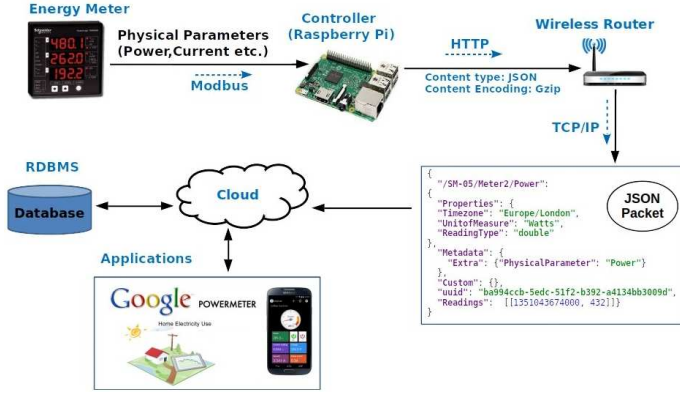 Energy Meter
Schneider
480.1
262.0
192.2
Physical Parameters
(Power,Current etc.)
Modbus
Controller
(Raspberry Pi)
HTTP
Content type: JSON
Content Encoding: Gzip
Wireless Router
TCP/IP
RDBMS
Database
Cloud
JSON
Packet
{
"/SM-05/Meter2/Power":
{
"Properties": {
"Timezone": "Europe/London",
"UnitofMeasure": "Watts",
"ReadingType": "double"
},
"Metadata": {
"Extra": {"PhysicalParameter": "Power"}
},
"Custom": {},
"uuid": "ba994ccb-5edc-51f2-b392-a4134bb3009d",
"Readings": [[1351043674000, 432]]}
}
Applications
Google POWERMETER
Home Electricity Use